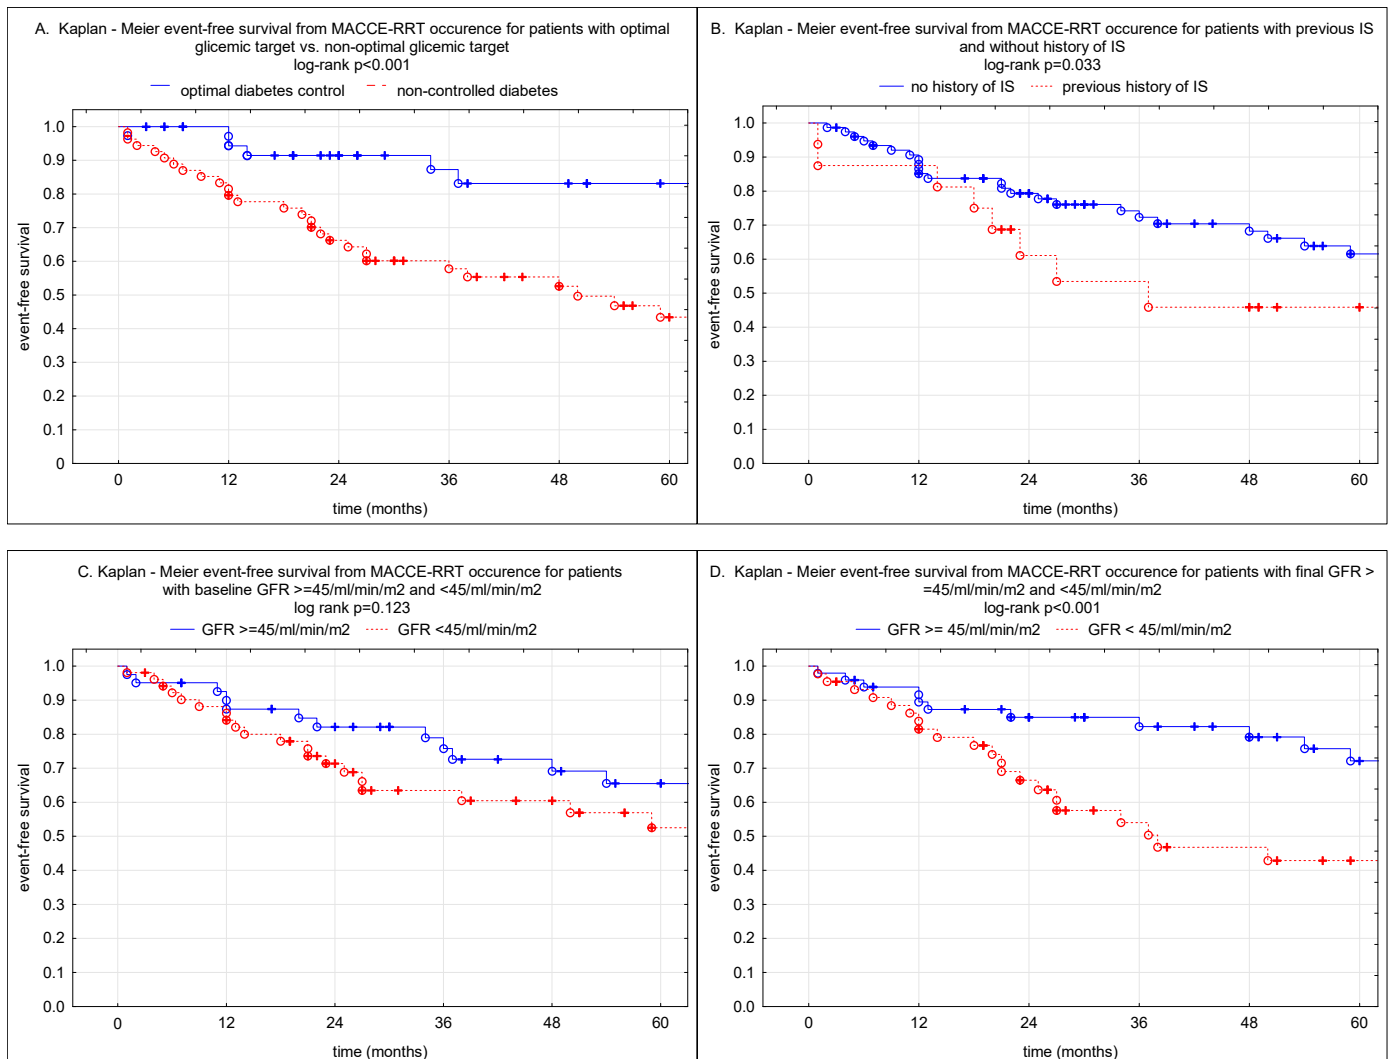 A. Kaplan - Meier event-free survival from MACCE-RRT occurence for patients with optimal
glicemic target vs. non-optimal glicemic target
log-rank p<0.001
optimal diabetes control non-controlled diabetes
1.0
0.9
0.8
0.7
0.6
0.5
0.4
0.3
0.2
0.1
0
event-free survival
0 12 24 36 48 60
time (months)
B. Kaplan - Meier event-free survival from MACCE-RRT occurence for patients with previous IS
and without history of IS
log-rank p=0.033
no history of IS previous history of IS
1.0
0.9
0.8
0.7
0.6
0.5
0.4
0.3
0.2
0.1
0.0
event-free survival
0 12 24 36 48 60
time (months)
C. Kaplan - Meier event-free survival from MACCE-RRT occurence for patients
with baseline GFR >=45/ml/min/m2 and <45/ml/min/m2
log rank p=0.123
GFR >=45/ml/min/m2 GFR <45/ml/min/m2
1.0
0.9
0.8
0.7
0.6
0.5
0.4
0.3
0.2
0.1
0.0
event-free survival
0 12 24 36 48 60
time (months)
D. Kaplan - Meier event-free survival from MACCE-RRT occurence for patients with final GFR >
=45/ml/min/m2 and <45/ml/min/m2
log-rank p<0.001
GFR >= 45/ml/min/m2 GFR < 45/ml/min/m2
1.0
0.9
0.8
0.7
0.6
0.5
0.4
0.3
0.2
0.1
0.0
event-free survival
0 12 24 36 48 60
time (months)